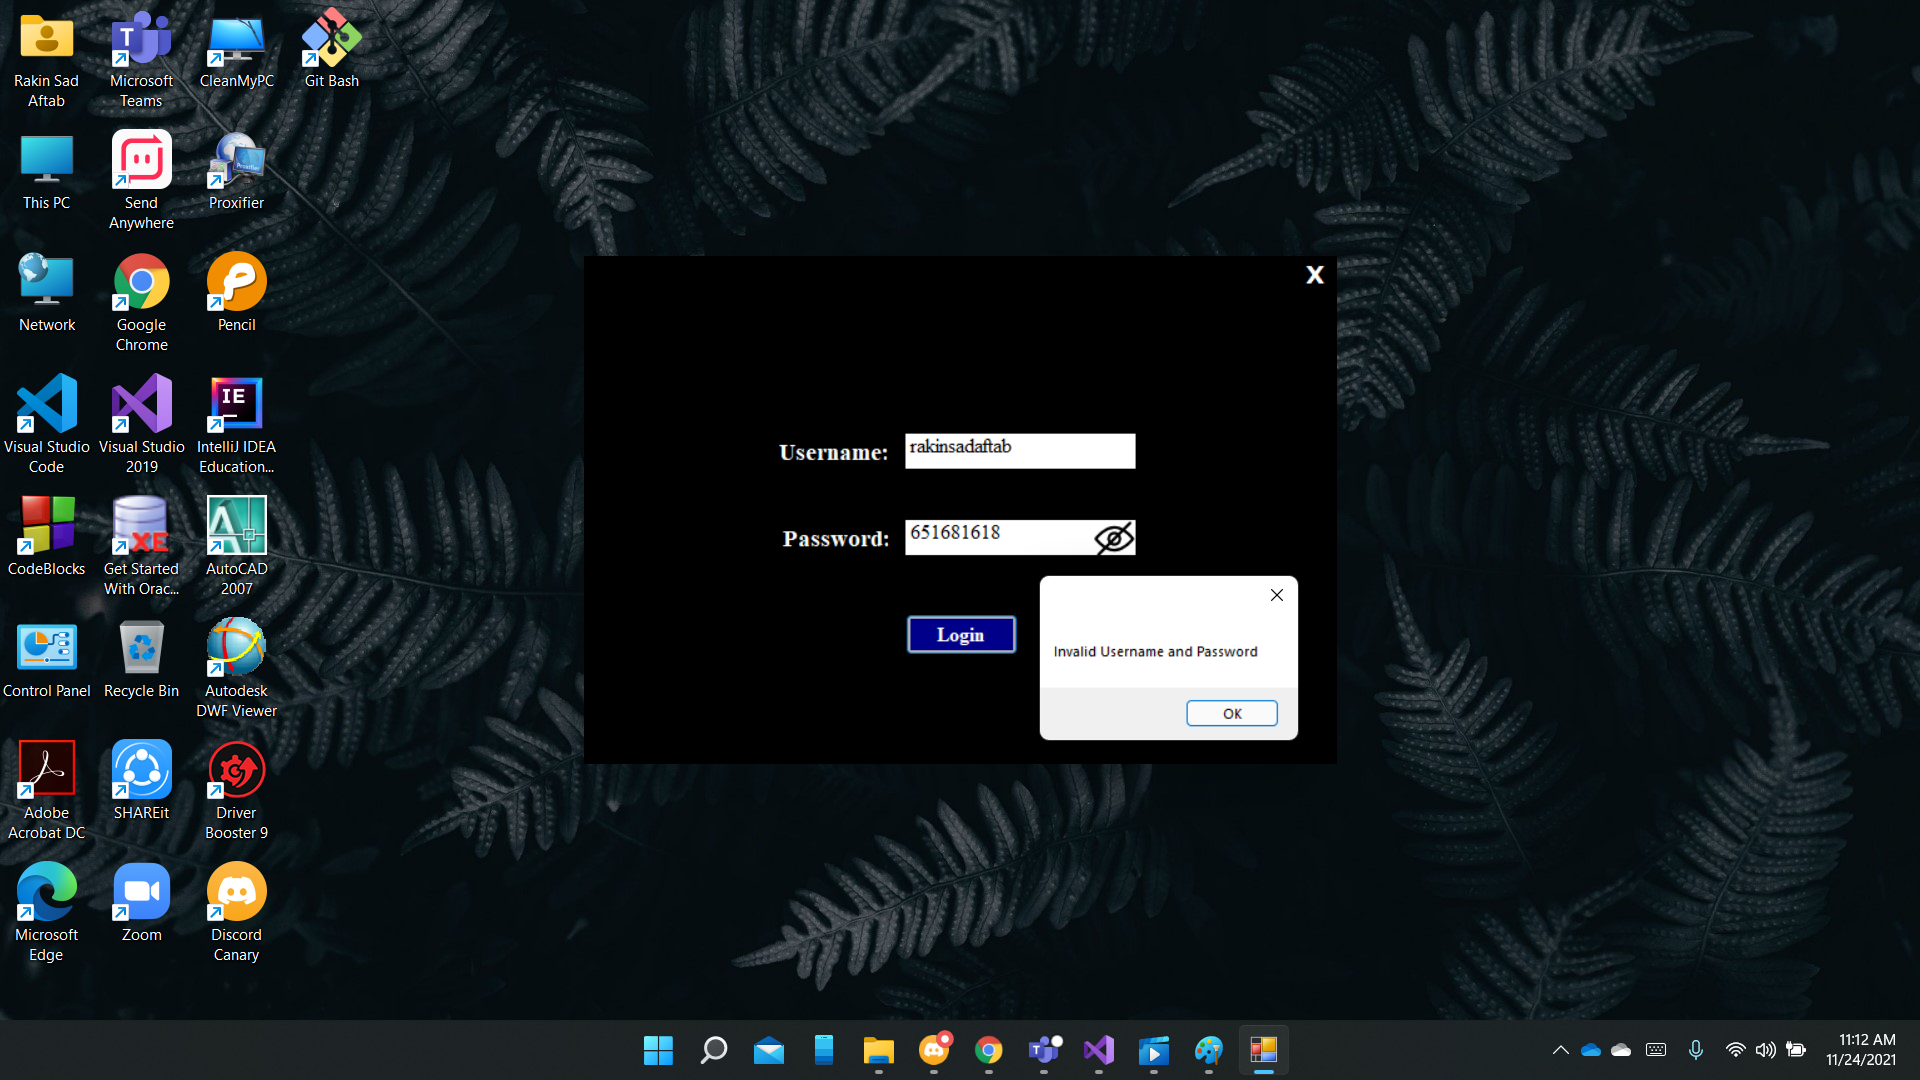 Rakin Sad
Aftab
Microsoft
Teams
CleanMyPC
Git Bash
This PC
Send
Anywhere
Proxifier
Network
Google
Chrome
Pencil
Visual Studio
Code
Visual Studio
2019
IntelliJ IDEA
Education...
CodeBlocks
Get Started
With Orac...
AutoCAD
2007
Control Panel
Recycle Bin
Autodesk
DWF Viewer
Adobe
Acrobat DC
SHAREit
Driver
Booster 9
Microsoft
Edge
Zoom
Discord
Canary
X
Username:
rakinsadaftab
Password:
651681618
Login
Invalid Username and Password
OK
11:12 AM
11/24/2021